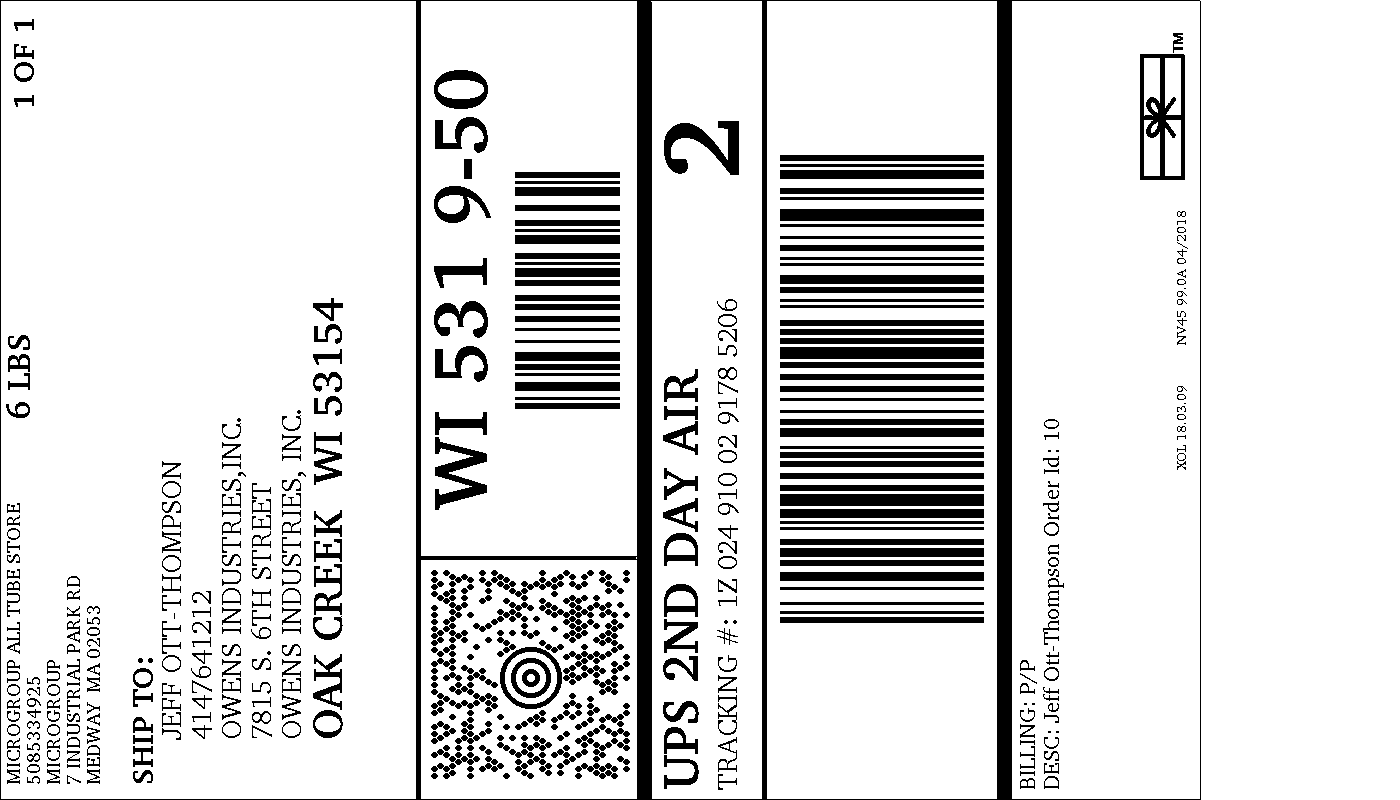 MICROGROUP ALL TUBE STORE
5085334925
MICROGROUP
7 INDUSTRIAL PARK RD
MEDWAY MA 02053
6 LBS
1 OF 1
SHIP TO:
JEFF OTT-THOMPSON
4147641212
OWENS INDUSTRIES,INC.
7815 S. 6TH STREET
OWENS INDUSTRIES, INC.
OAK CREEK WI 53154
WI 531 9-50
UPS 2ND DAY AIR
2
TRACKING #: 1Z 024 910 02 9178 5206
BILLING: P/P
DESC: Jeff Ott-Thompson Order Id: 10
XOL 18.03.09
NV45 99.0A 04/2018
TM